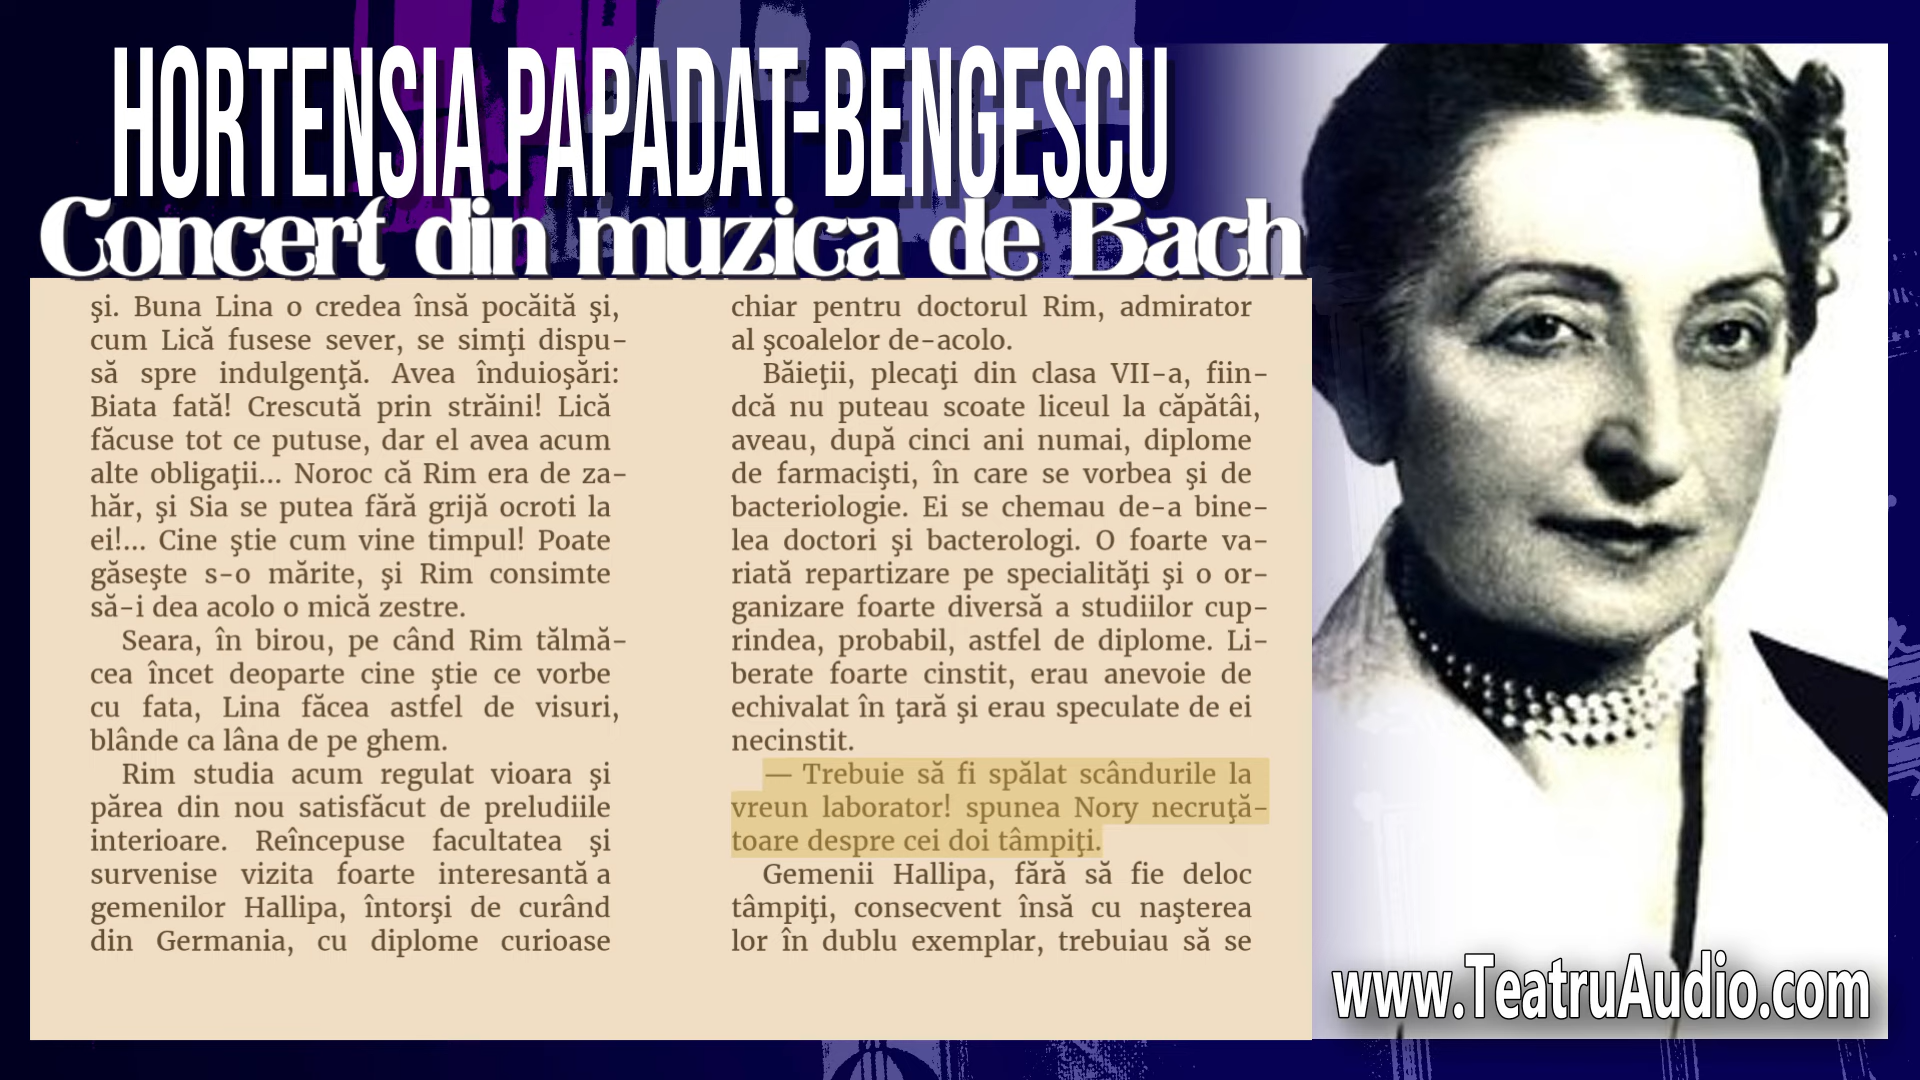 HORTENSIA PAPADAT-BENGESCU
Concert din muzica de Bach
şi. Buna Lina o credea însă pocăită şi,
cum Lică fusese sever, se simţi dispu-
să spre indulgenţă. Avea înduioşări:
Biata fată! Crescută prin străini! Lică
făcuse tot ce putuse, dar el avea acum
alte obligaţii... Noroc că Rim era de za-
hăr, şi Sia se putea fără grijă ocroti la
ei!... Cine ştie cum vine timpul! Poate
găseşte s-o mărite, şi Rim consimte
să-i dea acolo o mică zestre.
Seara, în birou, pe când Rim tălmă-
cea încet deoparte cine ştie ce vorbe
cu fata, Lina făcea astfel de visuri,
blânde ca lâna de pe ghem.
Rim studia acum regulat vioara şi
părea din nou satisfăcut de preludiile
interioare. Reîncepuse facultatea şi
survenise vizita foarte interesantă a
gemenilor Hallipa, întorşi de curând
din Germania, cu diplome curioase
chiar pentru doctorul Rim, admirator
al şcoalelor de-acolo.
Băieţii, plecaţi din clasa VII-a, fiin-
dcă nu puteau scoate liceul la căpătâi,
aveau, după cinci ani numai, diplome
de farmacişti, în care se vorbea şi de
bacteriologie. Ei se chemau de-a bine-
lea doctori şi bacterologi. O foarte va-
riată repartizare pe specialităţi şi o or-
ganizare foarte diversă a studiilor cup-
rindea, probabil, astfel de diplome. Li-
berate foarte cinstit, erau anevoie de
echivalat în ţară şi erau speculate de ei
necinstit.
— Trebuie să fi spălat scândurile la
vreun laborator! spunea Nory necruţă-
toare despre cei doi tâmpiţi.
Gemenii Hallipa, fără să fie deloc
tâmpiţi, consecvent însă cu naşterea
lor în dublu exemplar, trebuiau să se
www.TeatruAudio.com